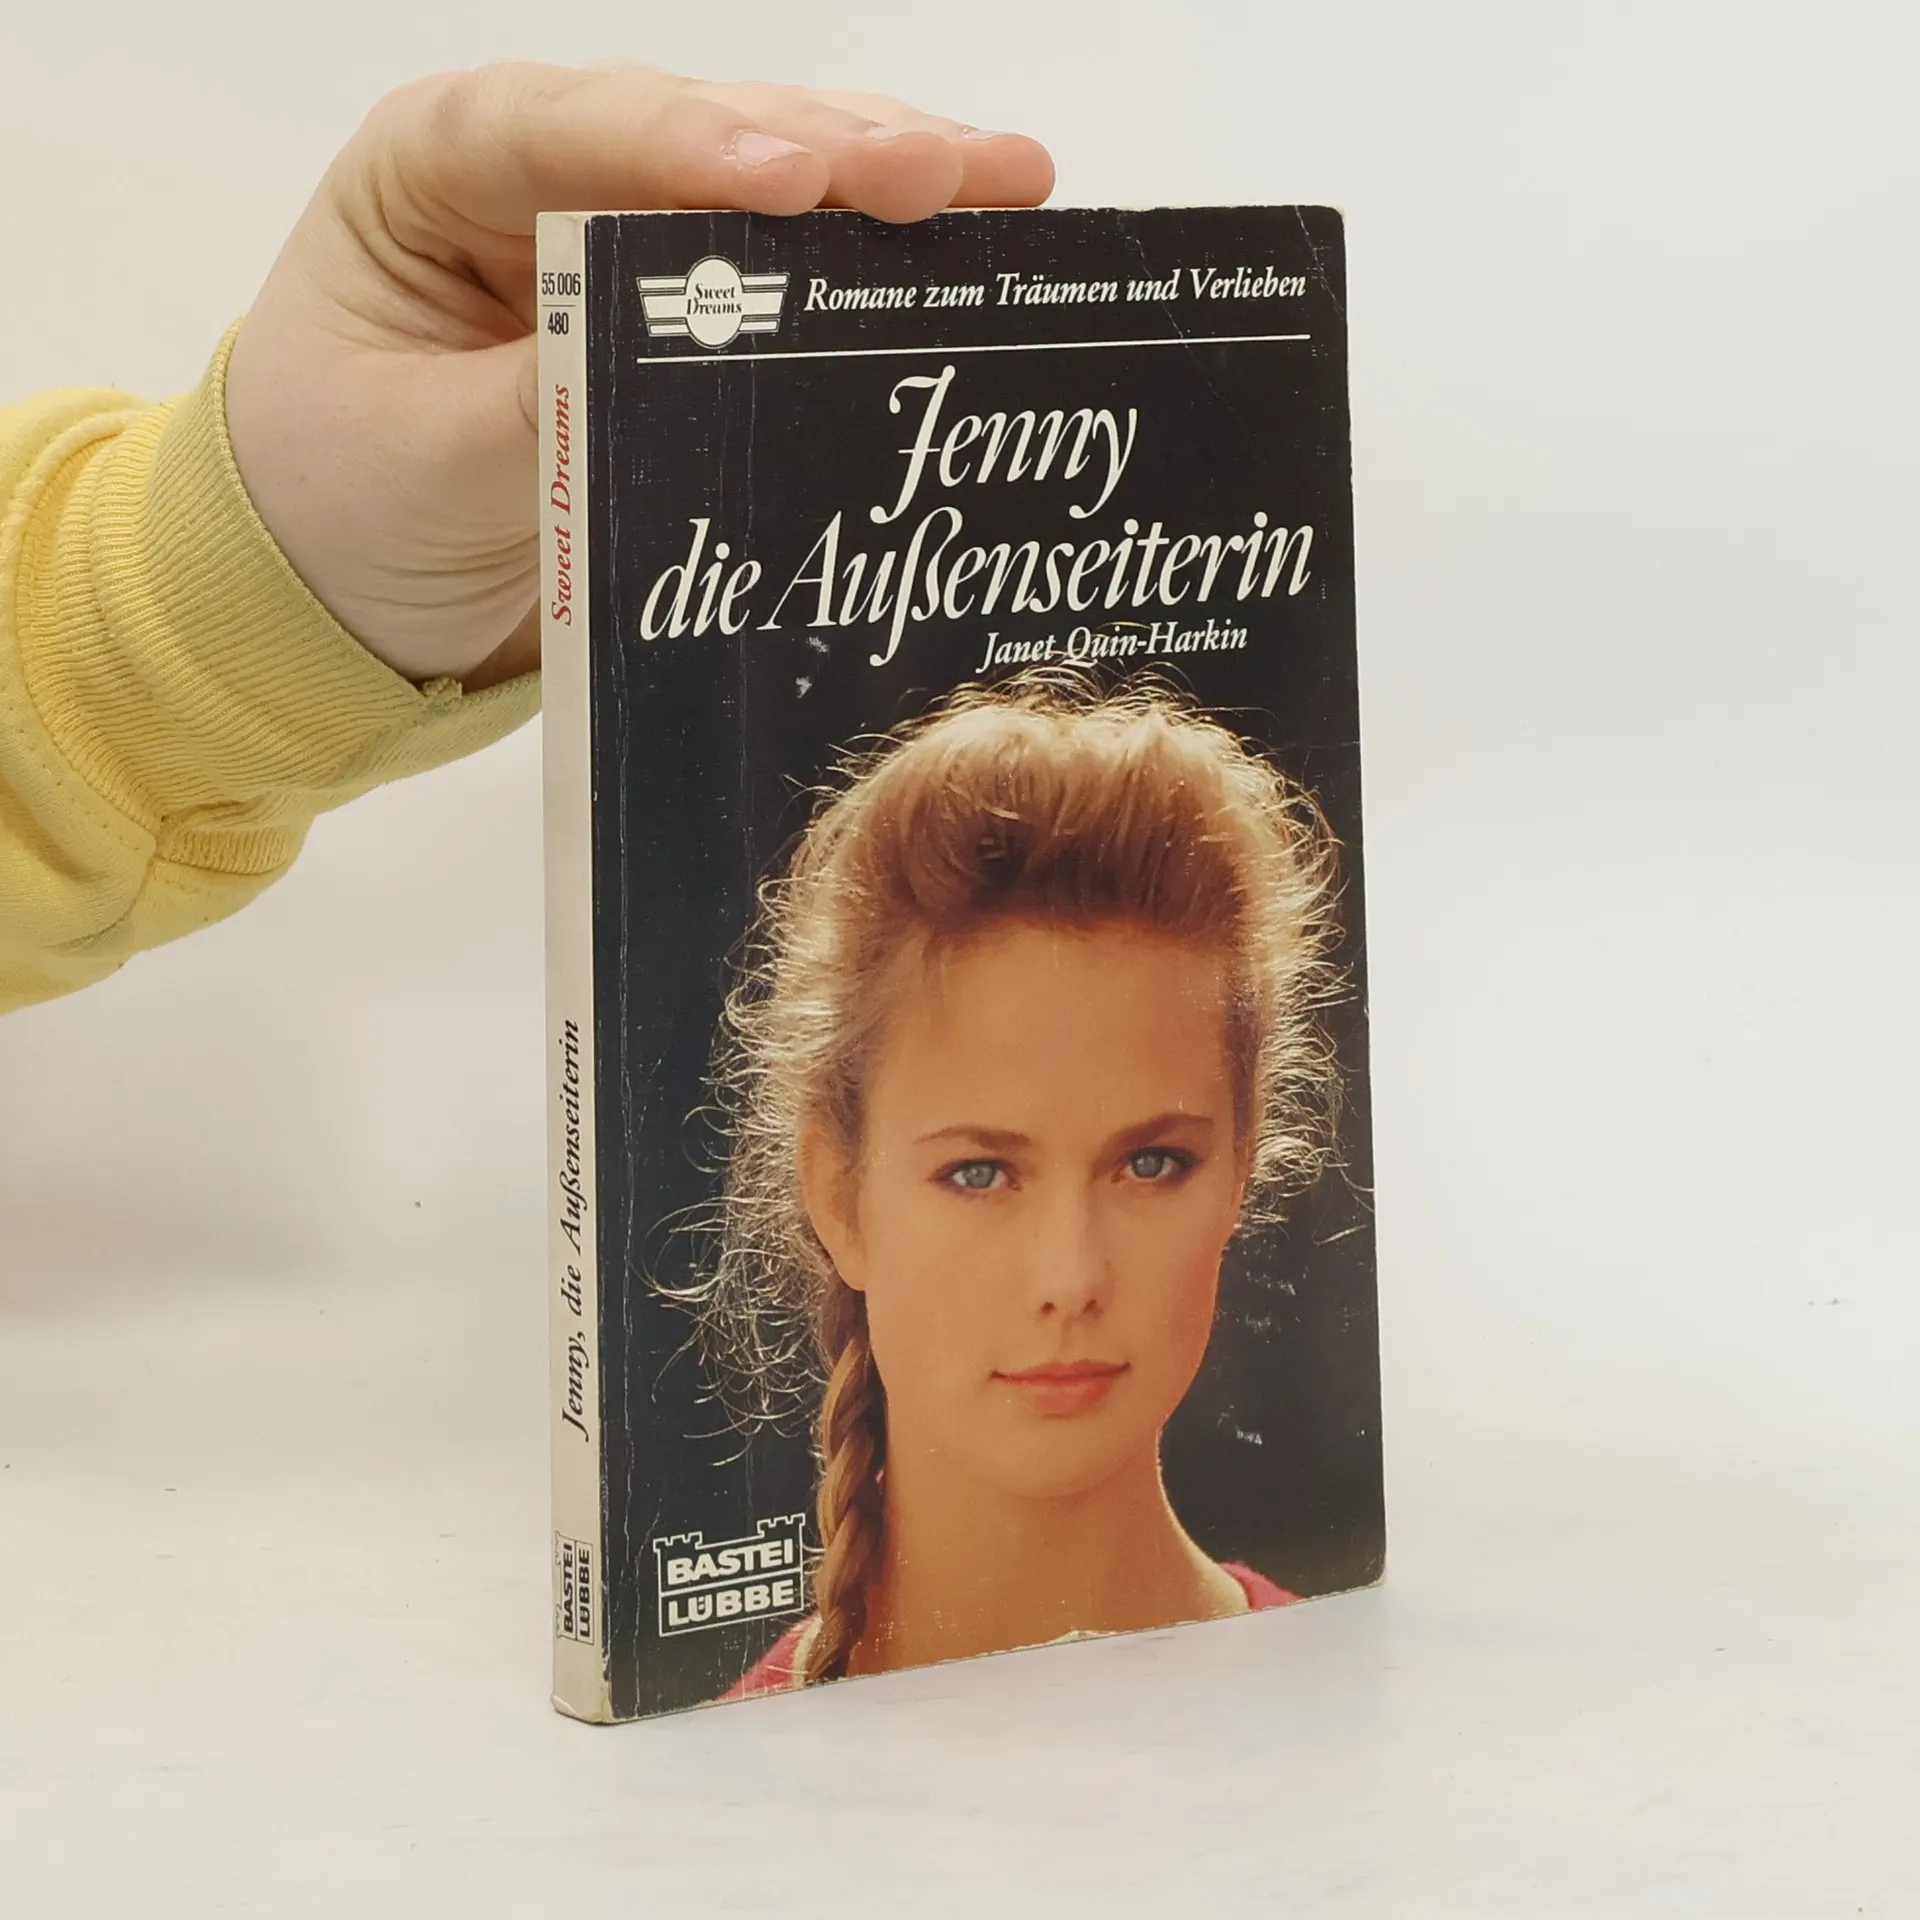 55 006
480
Sweet Dreams
Jenny, die Außenseiterin
BASTEI
LÜBBE
Sweet
Dreams
Romane zum Träumen und Verlieben
Jenny
die Außenseiterin
Janet Quin-Harkin
BASTEI
LÜBBE